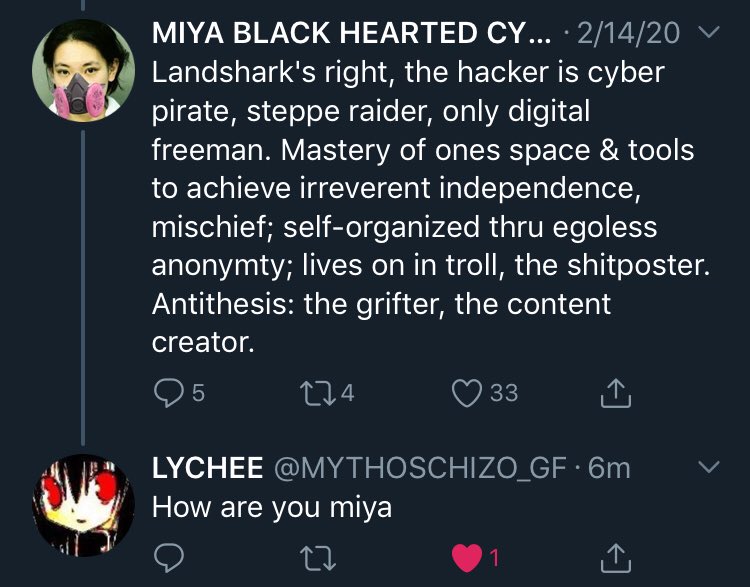 MIYA BLACK HEARTED CY... · 2/14/20
Landshark's right, the hacker is cyber
pirate, steppe raider, only digital
freeman. Mastery of ones space & tools
to achieve irreverent independence,
mischief; self-organized thru egoless
anonymty; lives on in troll, the shitposter.
Antithesis: the grifter, the content
creator.
5 4 33
LYCHEE @MYTHOSCHIZO_GF · 6m
How are you miya
1